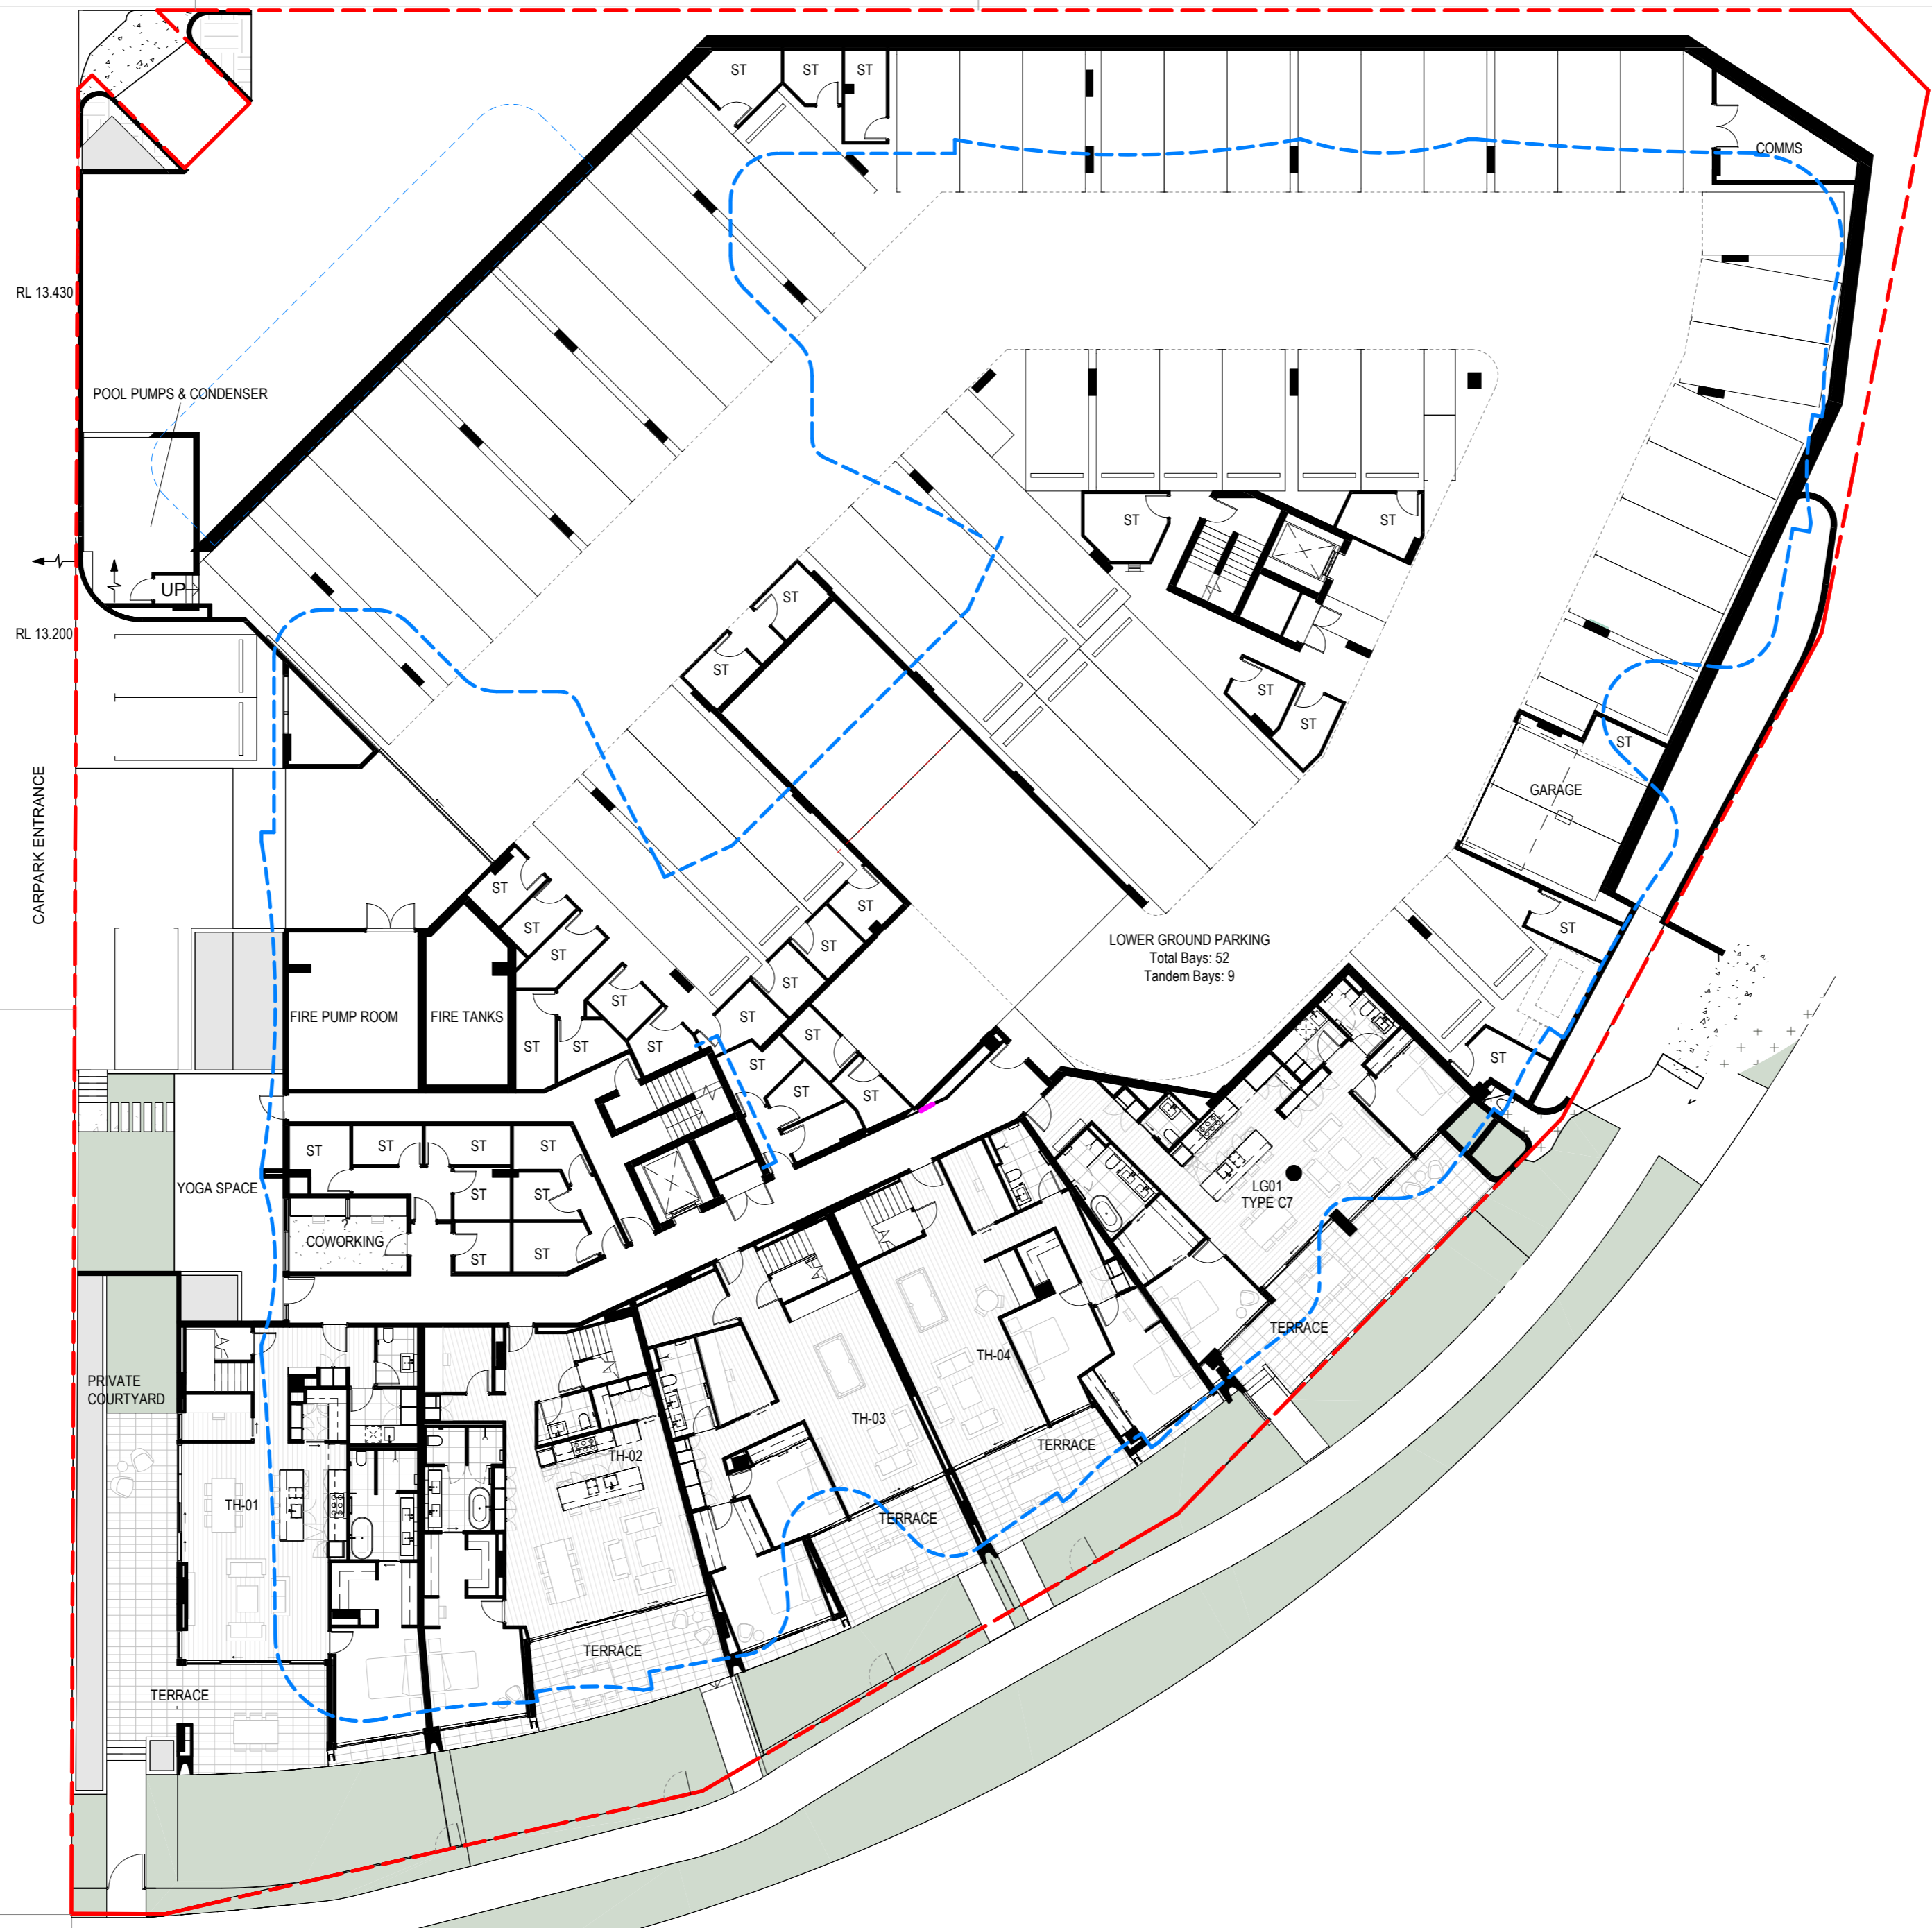 ST
ST
ST
COMMS
RL 13.430
POOL PUMPS & CONDENSER
ST
ST
UP
ST
RL 13.200
ST
ST
ST
ST
GARAGE
CARPARK ENTRANCE
ST
ST
ST
ST
ST
ST
LOWER GROUND PARKING
Total Bays: 52
Tandem Bays: 9
ST
ST
ST
FIRE PUMP ROOM
FIRE TANKS
ST
ST
ST
ST
ST
ST
ST
ST
ST
ST
ST
ST
ST
ST
YOGA SPACE
ST
ST
LG01
TYPE C7
COWORKING
ST
ST
TERRACE
TH-04
PRIVATE
COURTYARD
TH-03
TERRACE
TH-02
TH-01
TERRACE
TERRACE
TERRACE